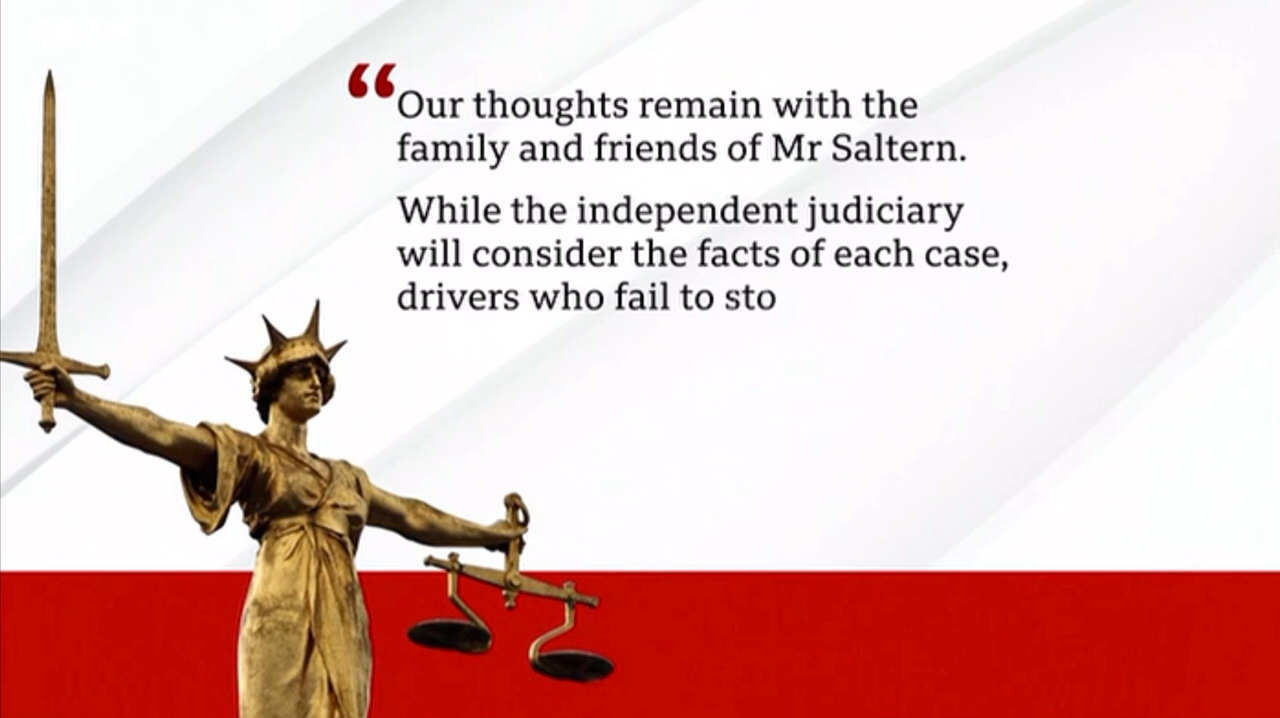 “Our thoughts remain with the
family and friends of Mr Saltern.
While the independent judiciary
will consider the facts of each case,
drivers who fail to sto